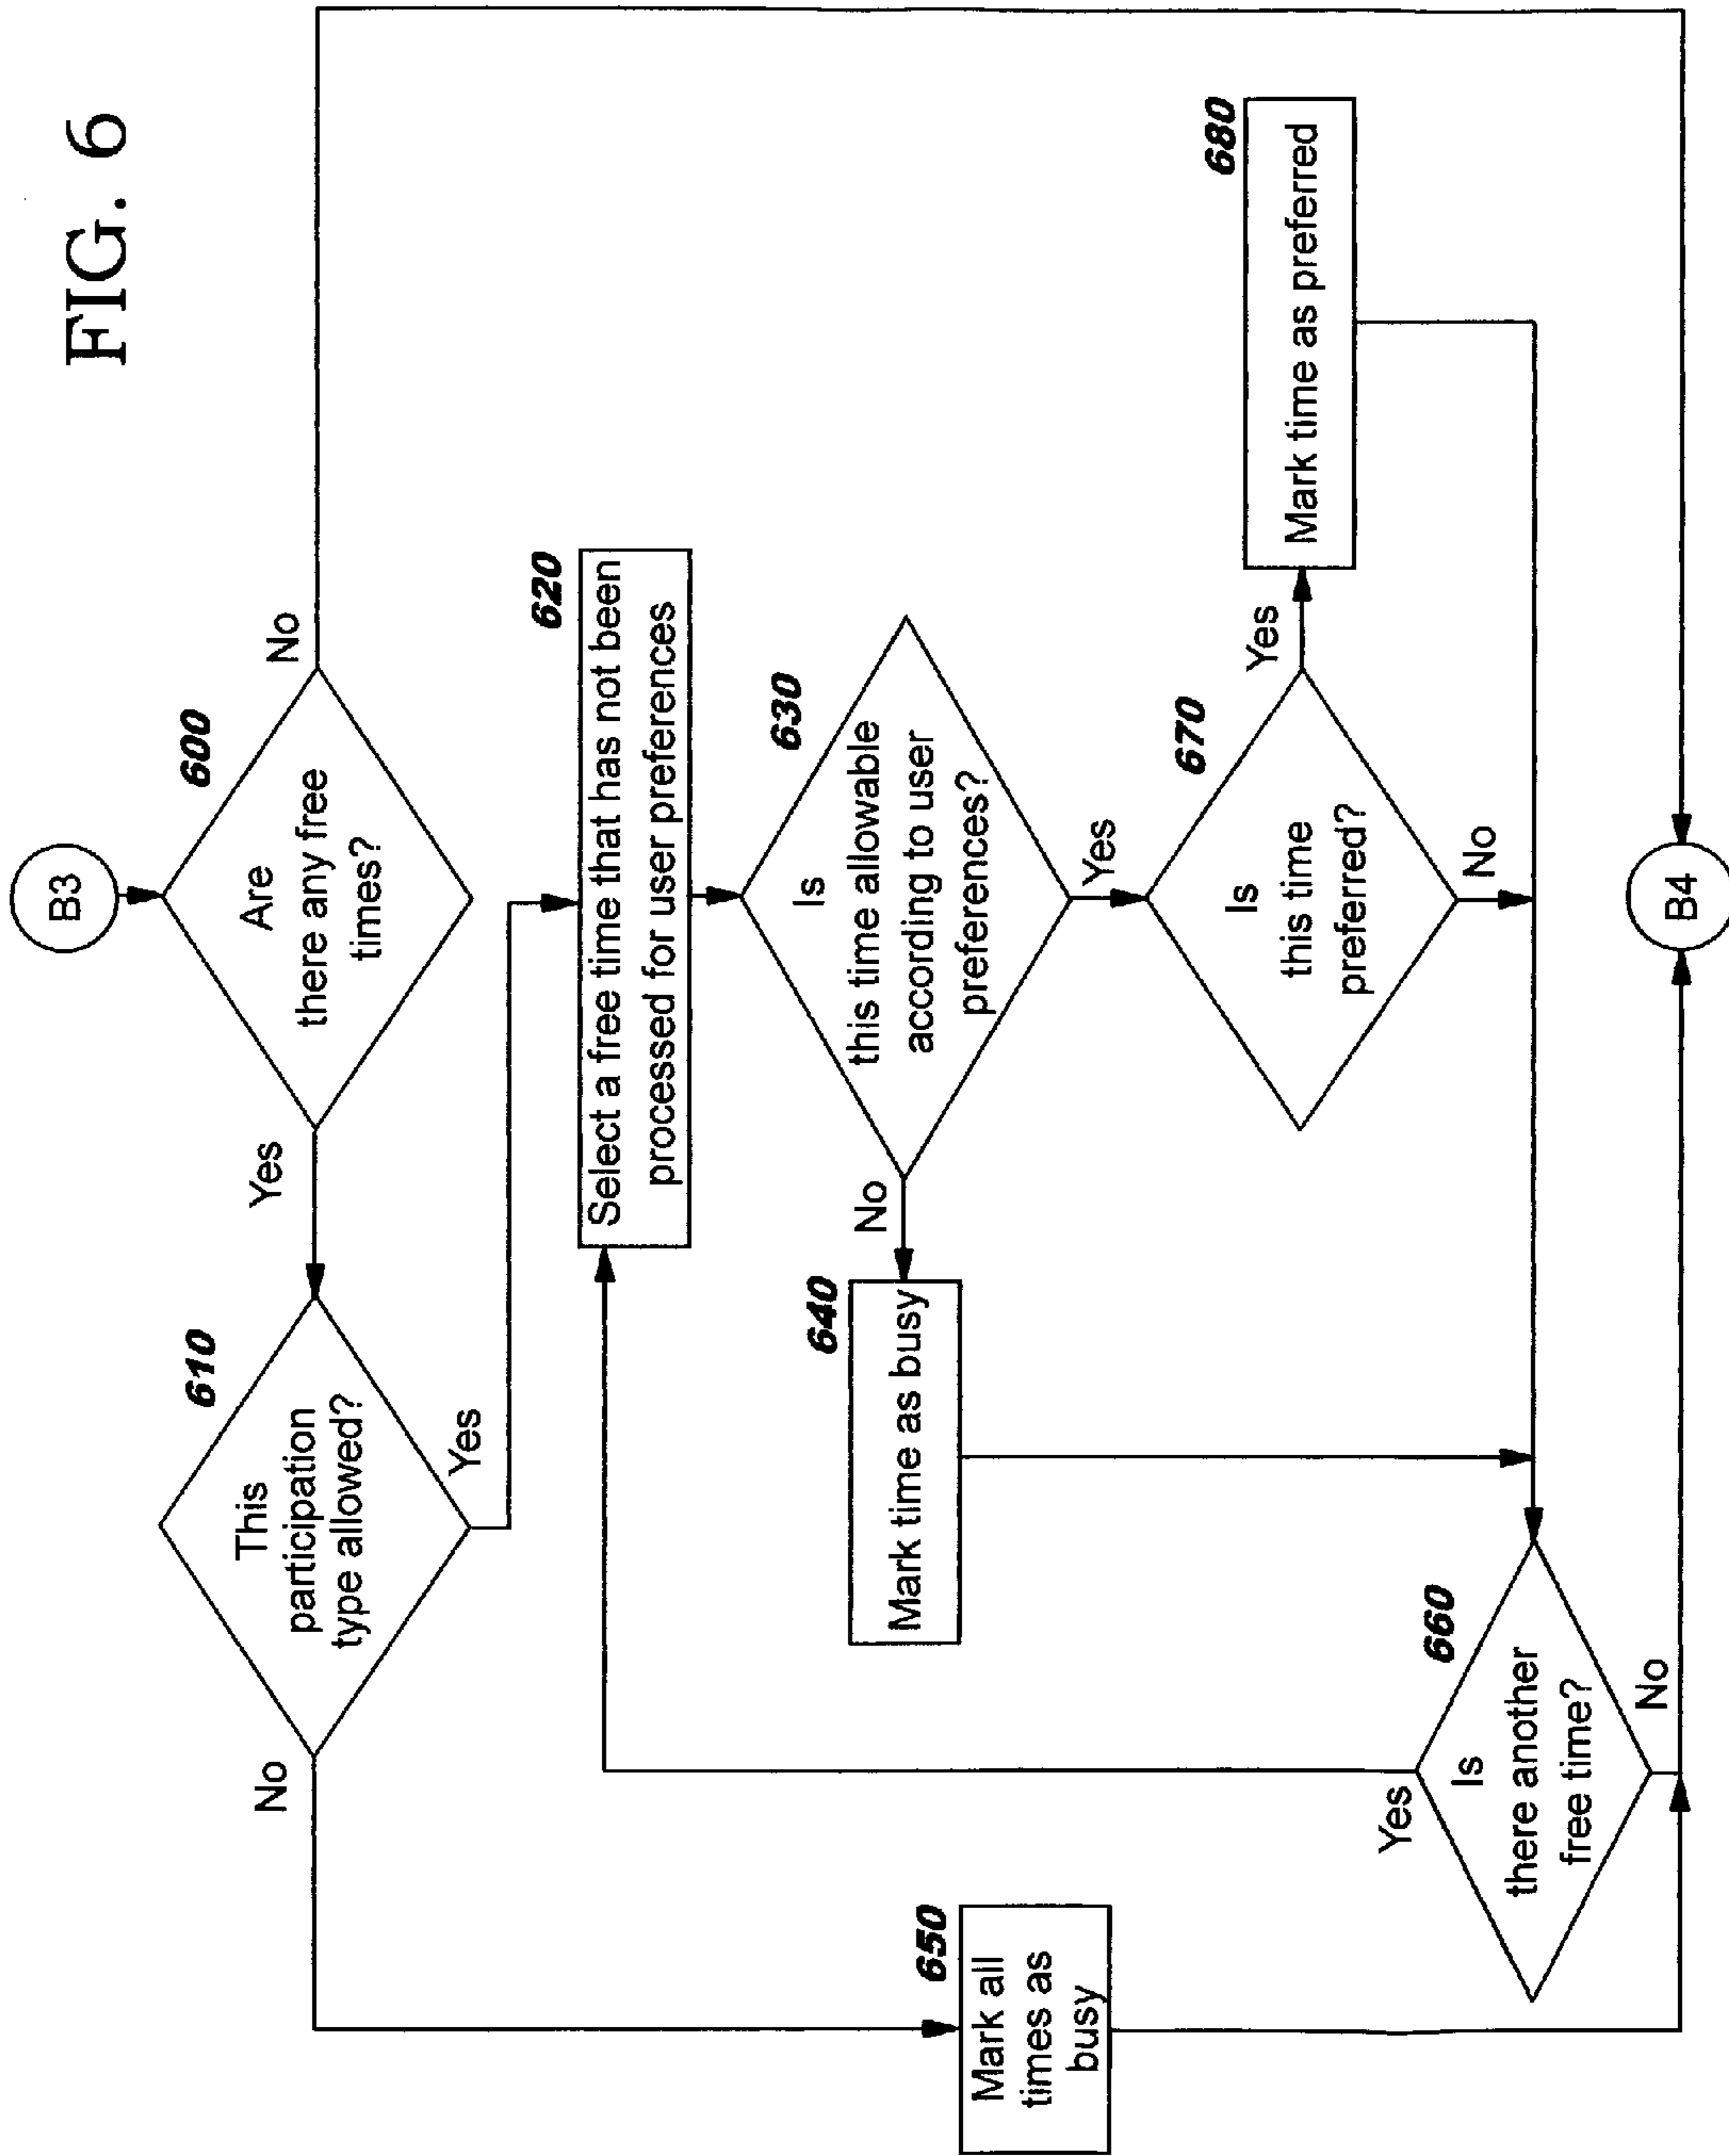 FIG. 6
B3
600
Are
there any free
times?
No
Yes
610
This
participation
type allowed?
Yes
No
620
Select a free time that has not been
processed for user preferences
630
Is
this time allowable
according to user
preferences?
No
Yes
640
Mark time as busy
670
Is
this time
preferred?
Yes
No
680
Mark time as preferred
650
Mark all
times as
busy
660
Is
there another
free time?
Yes
No
B4